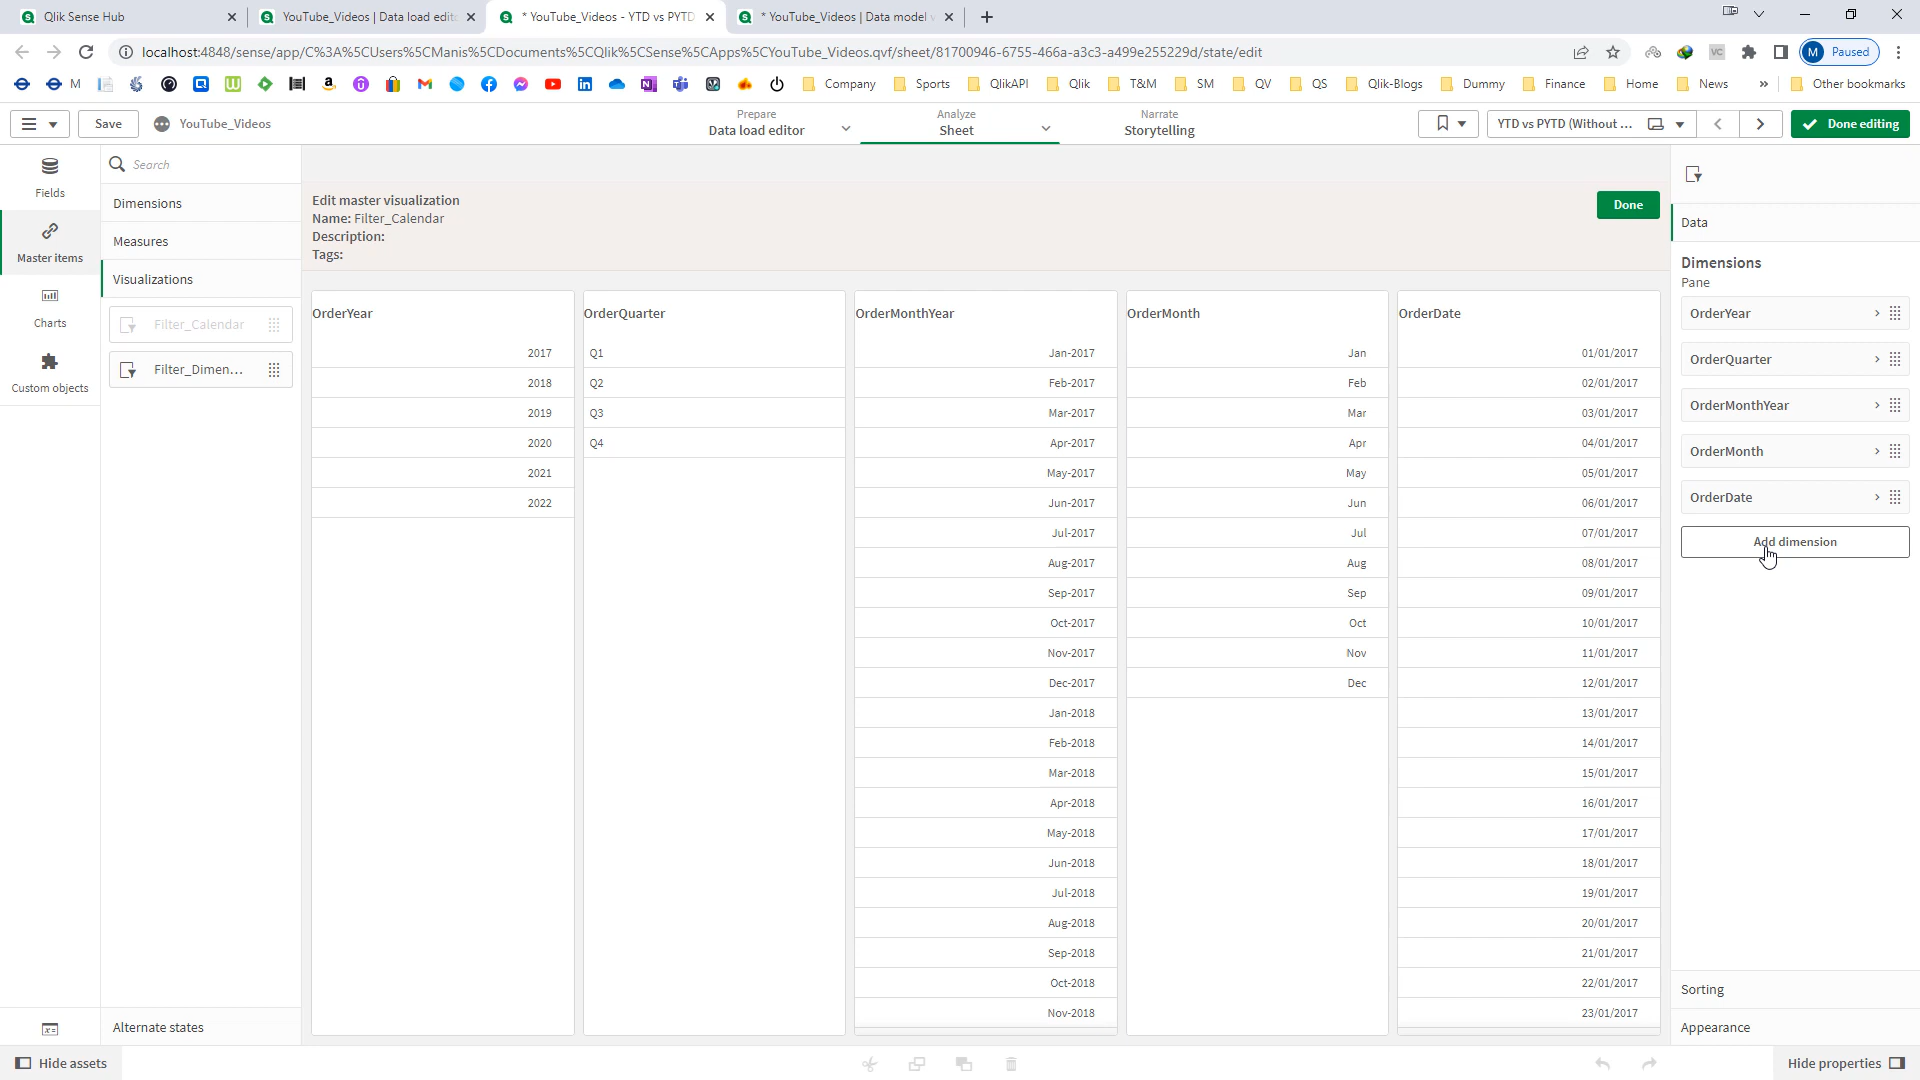 Qlik Sense Hub
YouTube_Videos | Data load edit
* YouTube_Videos - YTD vs PYTD
* YouTube_Videos | Data model v
localhost:4848/sense/app/C%3A%5CUsers%5CManis%5CDocuments%5CQlik%5CSense%5CApps%5CYouTube_Videos.qvf/sheet/81700946-6755-466a-a3c3-a499e255229d/state/edit
M Paused
M
Company
Sports
QlikAPI
Qlik
T&M
SM
QV
QS
Qlik-Blogs
Dummy
Finance
Home
News
»
Other bookmarks
Save
YouTube_Videos
Prepare
Data load editor
Analyze
Sheet
Narrate
Storytelling
YTD vs PYTD (Without ...
Done editing
Fields
Master items
Charts
Custom objects
Search
Dimensions
Measures
Visualizations
Filter_Calendar
Filter_Dimen...
Alternate states
Edit master visualization
Name: Filter_Calendar
Description:
Tags:
Done
OrderYear
2017
2018
2019
2020
2021
2022
OrderQuarter
Q1
Q2
Q3
Q4
OrderMonthYear
Jan-2017
Feb-2017
Mar-2017
Apr-2017
May-2017
Jun-2017
Jul-2017
Aug-2017
Sep-2017
Oct-2017
Nov-2017
Dec-2017
Jan-2018
Feb-2018
Mar-2018
Apr-2018
May-2018
Jun-2018
Jul-2018
Aug-2018
Sep-2018
Oct-2018
Nov-2018
OrderMonth
Jan
Feb
Mar
Apr
May
Jun
Jul
Aug
Sep
Oct
Nov
Dec
OrderDate
01/01/2017
02/01/2017
03/01/2017
04/01/2017
05/01/2017
06/01/2017
07/01/2017
08/01/2017
09/01/2017
10/01/2017
11/01/2017
12/01/2017
13/01/2017
14/01/2017
15/01/2017
16/01/2017
17/01/2017
18/01/2017
19/01/2017
20/01/2017
21/01/2017
22/01/2017
23/01/2017
Data
Dimensions
Pane
OrderYear
OrderQuarter
OrderMonthYear
OrderMonth
OrderDate
Add dimension
Sorting
Appearance
Hide assets
Hide properties